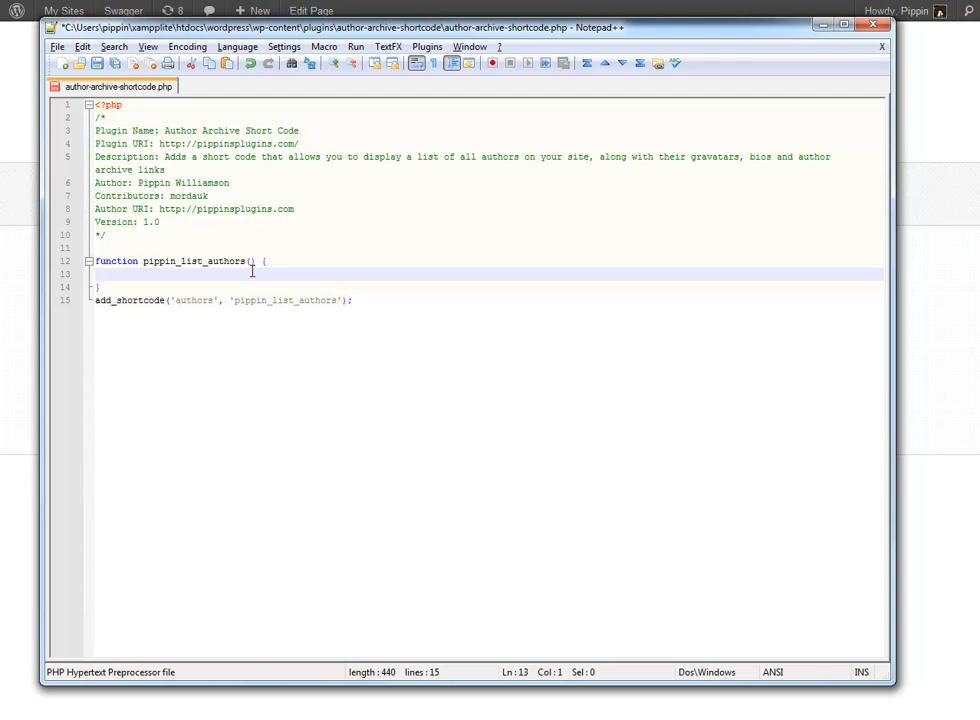 My Sites Swagger 8 + New Edit Page Howdy, Pippin
*C:\Users\pippin\xampplite\htdocs\wordpress\wp-content\plugins\author-archive-shortcode\author-archive-shortcode.php - Notepad++
File Edit Search View Encoding Language Settings Macro Run TextFX Plugins Window ? X
author-archive-shortcode.php
1 <?php
2 /*
3 Plugin Name: Author Archive Short Code
4 Plugin URI: http://pippinsplugins.com/
5 Description: Adds a short code that allows you to display a list of all authors on your site, along with their gravatars, bios and author
archive links
6 Author: Pippin Williamson
7 Contributors: mordauk
8 Author URI: http://pippinsplugins.com
9 Version: 1.0
10 */
11
12 function pippin_list_authors() {
13
14 }
15 add_shortcode('authors', 'pippin_list_authors');
PHP Hypertext Preprocessor file length : 440 lines : 15 Ln : 13 Col : 1 Sel : 0 Dos\Windows ANSI INS